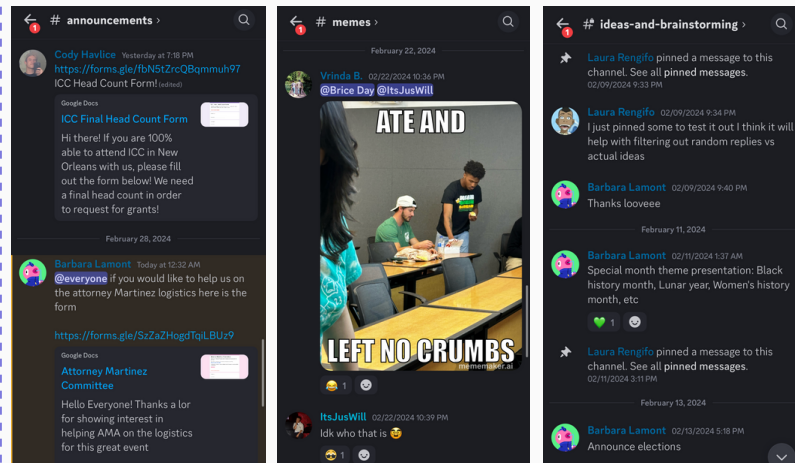 1
# announcements ›
Cody Havlice Yesterday at 7:18 PM
https://forms.gle/fbN5tZrcQBqmmuh97
ICC Head Count Form! (edited)
Google Docs
ICC Final Head Count Form
Hi there! If you are 100%
able to attend ICC in New
Orleans with us, please fill
out the form below! We need
a final head count in order
to request for grants!
February 28, 2024
Barbara Lamont Today at 12:32 AM
@everyone if you would like to help us on
the attorney Martinez logistics here is the
form
https://forms.gle/SzZaZHogdTqiLBUz9
Google Docs
Attorney Martinez
Committee
Hello Everyone! Thanks a lor
for showing interest in
helping AMA on the logistics
for this great event
1
# memes ›
February 22, 2024
Vrinda B. 02/22/2024 10:36 PM
@Brice Day @ItsJusWill
ATE AND
LEFT NO CRUMBS
mememaker.ai
😂 1
ItsJusWill 02/22/2024 10:39 PM
Idk who that is 😇
😎 1
1
# ideas-and-brainstorming ›
Laura Rengifo pinned a message to this
channel. See all pinned messages.
02/09/2024 9:33 PM
Laura Rengifo 02/09/2024 9:34 PM
I just pinned some to test it out I think it will
help with filtering out random replies vs
actual ideas
Barbara Lamont 02/09/2024 9:40 PM
Thanks looveee
February 11, 2024
Barbara Lamont 02/11/2024 1:37 AM
Special month theme presentation: Black
history month, Lunar year, Women's history
month, etc
💚 1
Laura Rengifo pinned a message to this
channel. See all pinned messages.
02/11/2024 3:11 PM
February 13, 2024
Barbara Lamont 02/13/2024 5:18 PM
Announce elections